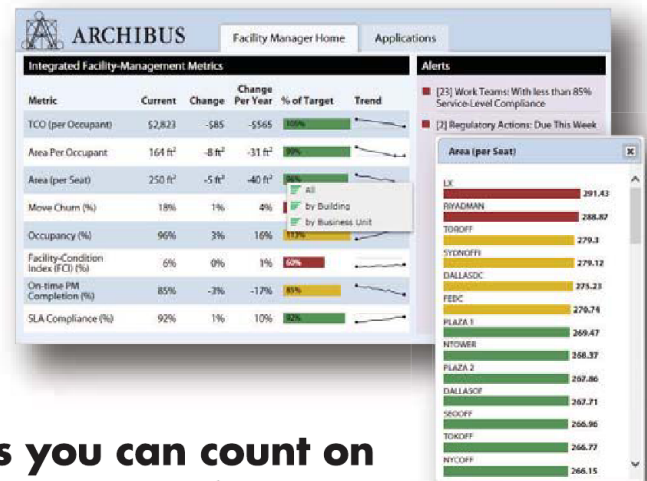 ARCHIBUS
Facility Manager Home
Applications
Integrated Facility-Management Metrics
Metric Current Change Change Per Year % of Target Trend
TCO (per Occupant) $2,823 -$85 -$565 105%
Area Per Occupant 164 ft² -8 ft² -31 ft² 99%
Area (per Seat) 250 ft² -5 ft² -40 ft²
All
by Building
by Business Unit
Move Churn (%) 18% 1% 4%
Occupancy (%) 96% 3% 16% 113%
Facility-Condition
Index (FCI) (%) 6% 0% 1% 60%
On-time PM
Completion (%) 85% -3% -17% 85%
SLA Compliance (%) 92% 1% 10% 92%
Alerts
[23] Work Teams: With less than 85%
Service-Level Compliance
[2] Regulatory Actions: Due This Week
Area (per Seat)
LX
291.43
RIYADMAN
288.87
TOROFF
279.3
SYDNOFFI
279.12
DALLASDC
275.23
FEDC
270.74
PLAZA 1
269.47
NTOWER
268.37
PLAZA 2
267.86
DALLASOF
267.71
SEOOFF
266.96
TOKOFF
266.77
NYCOFF
266.15
s you can count on